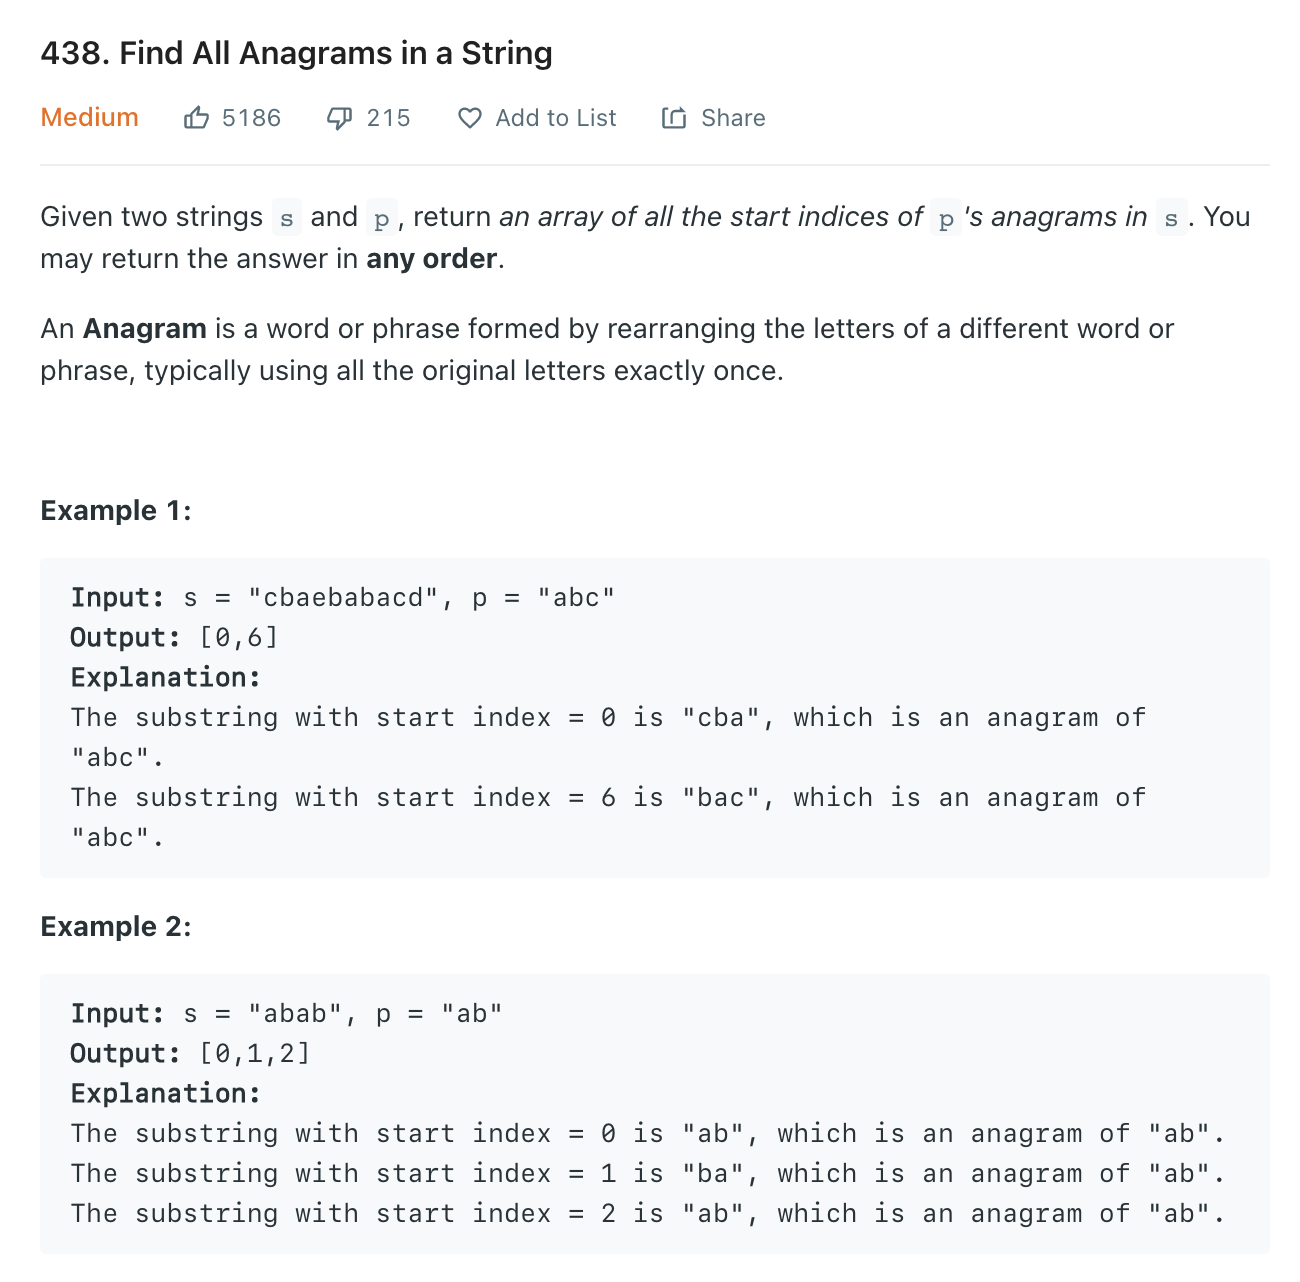 438. Find All Anagrams in a String
Medium 5186 215 Add to List Share
Given two strings s and p, return an array of all the start indices of p's anagrams in s. You
may return the answer in any order.
An Anagram is a word or phrase formed by rearranging the letters of a different word or
phrase, typically using all the original letters exactly once.
Example 1:
Input: s = "cbaebabacd", p = "abc"
Output: [0,6]
Explanation:
The substring with start index = 0 is "cba", which is an anagram of
"abc".
The substring with start index = 6 is "bac", which is an anagram of
"abc".
Example 2:
Input: s = "abab", p = "ab"
Output: [0,1,2]
Explanation:
The substring with start index = 0 is "ab", which is an anagram of "ab".
The substring with start index = 1 is "ba", which is an anagram of "ab".
The substring with start index = 2 is "ab", which is an anagram of "ab".